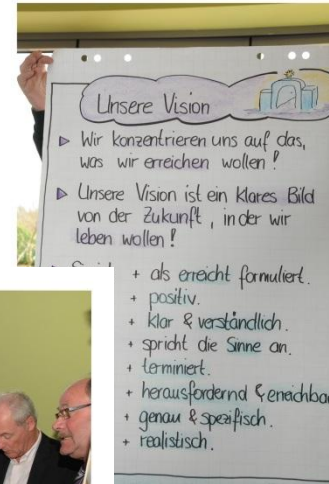 Unsere Vision
▷ Wir konzentrieren uns auf das,
was wir erreichen wollen!
▷ Unsere Vision ist ein klares Bild
von der Zukunft, in der wir
leben wollen!
+ als erreicht formuliert.
+ positiv.
+ klar & verständlich.
+ spricht die Sinne an.
+ terminiert.
+ herausfordernd & erreichbar
+ genau & spezifisch.
+ realistisch.